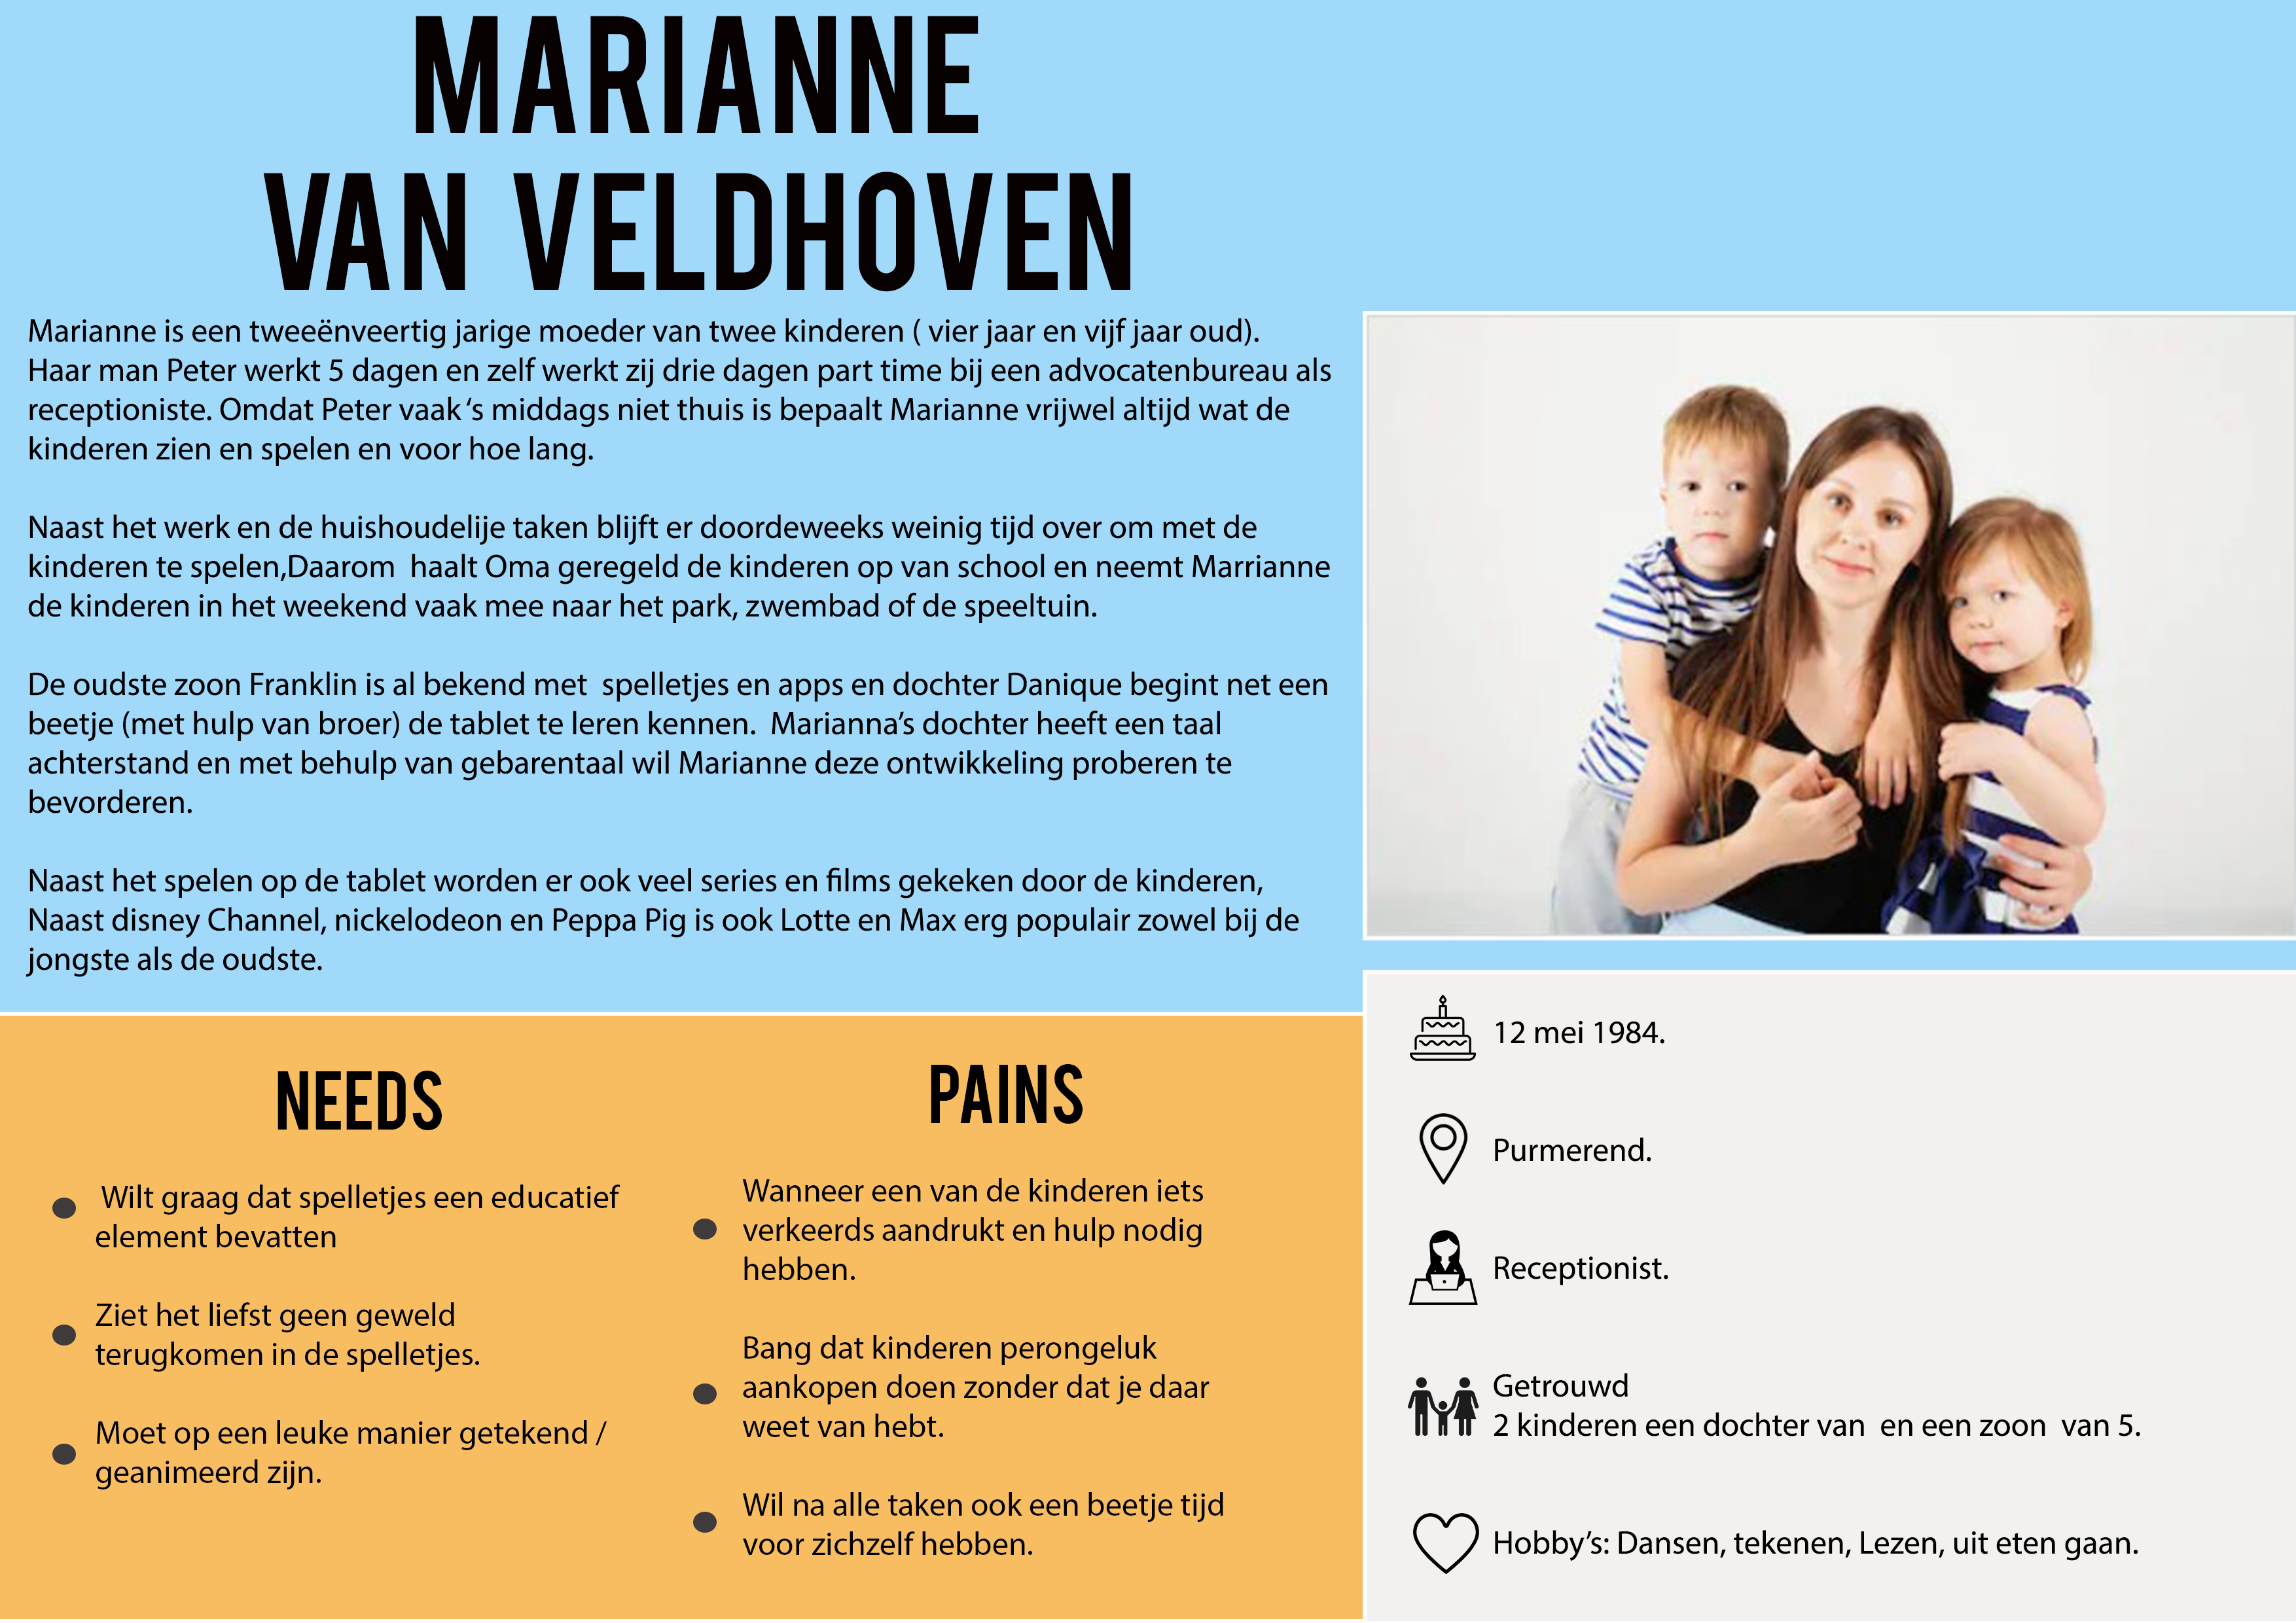 MARIANNE
VAN VELDHOVEN
Marianne is een tweeënveertig jarige moeder van twee kinderen ( vier jaar en vijf jaar oud).
Haar man Peter werkt 5 dagen en zelf werkt zij drie dagen part time bij een advocatenbureau als
receptioniste. Omdat Peter vaak ‘s middags niet thuis is bepaalt Marianne vrijwel altijd wat de
kinderen zien en spelen en voor hoe lang.
Naast het werk en de huishoudelije taken blijft er doordeweeks weinig tijd over om met de
kinderen te spelen,Daarom  haalt Oma geregeld de kinderen op van school en neemt Marrianne
de kinderen in het weekend vaak mee naar het park, zwembad of de speeltuin.
De oudste zoon Franklin is al bekend met  spelletjes en apps en dochter Danique begint net een
beetje (met hulp van broer) de tablet te leren kennen.  Marianna’s dochter heeft een taal
achterstand en met behulp van gebarentaal wil Marianne deze ontwikkeling proberen te
bevorderen.
Naast het spelen op de tablet worden er ook veel series en films gekeken door de kinderen,
Naast disney Channel, nickelodeon en Peppa Pig is ook Lotte en Max erg populair zowel bij de
jongste als de oudste.
NEEDS
Wilt graag dat spelletjes een educatief
element bevatten
Ziet het liefst geen geweld
terugkomen in de spelletjes.
Moet op een leuke manier getekend /
geanimeerd zijn.
PAINS
Wanneer een van de kinderen iets
verkeerds aandrukt en hulp nodig
hebben.
Bang dat kinderen perongeluk
aankopen doen zonder dat je daar
weet van hebt.
Wil na alle taken ook een beetje tijd
voor zichzelf hebben.
12 mei 1984.
Purmerend.
Receptionist.
Getrouwd
2 kinderen een dochter van  en een zoon  van 5.
Hobby’s: Dansen, tekenen, Lezen, uit eten gaan.